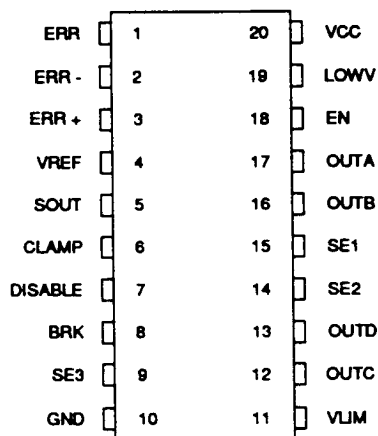 ERR 1 20 VCC
ERR - 2 19 LOWV
ERR + 3 18 EN
VREF 4 17 OUTA
SOUT 5 16 OUTB
CLAMP 6 15 SE1
DISABLE 7 14 SE2
BRK 8 13 OUTD
SE3 9 12 OUTC
GND 10 11 VLIM